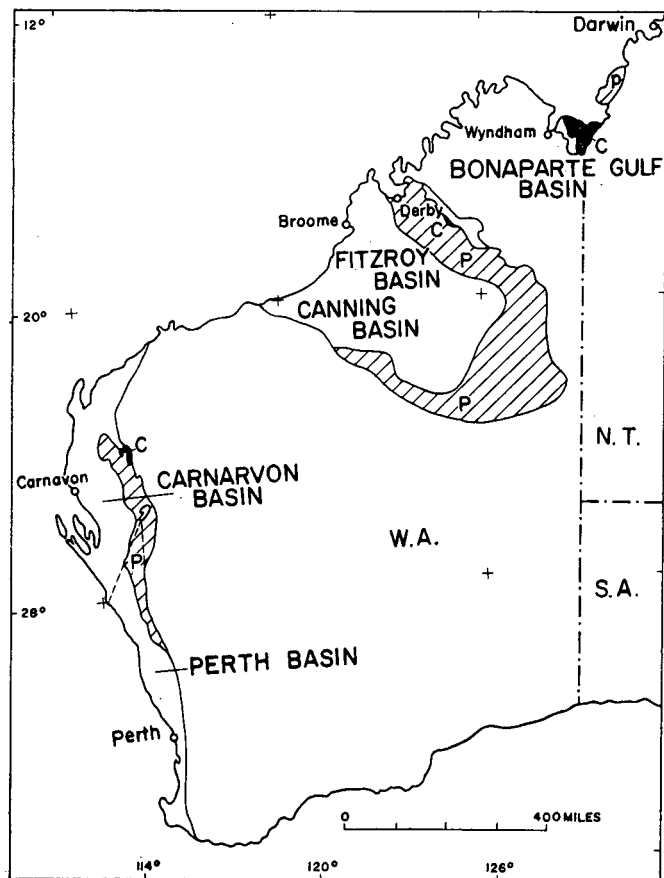 12°
Darwin
P
Wyndham
C
BONAPARTE GULF
BASIN
Derby
Broome
C
P
FITZROY
BASIN
CANNING
BASIN
20°
P
N.T.
C
Carnavon
CARNARVON
BASIN
W.A.
P
S.A.
28°
PERTH BASIN
Perth
0
400 MILES
114°
120°
126°